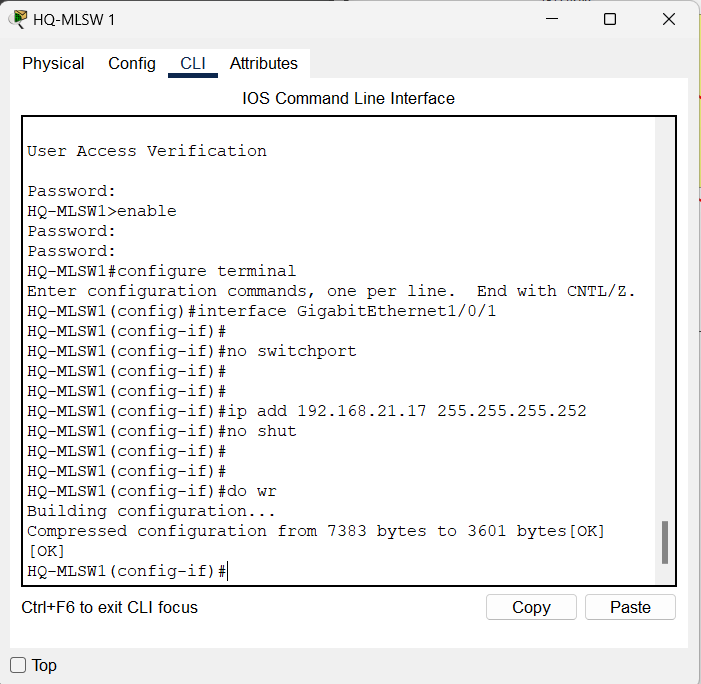 HQ-MLSW 1
Physical Config CLI Attributes
IOS Command Line Interface
User Access Verification
Password:
HQ-MLSW1>enable
Password:
Password:
HQ-MLSW1#configure terminal
Enter configuration commands, one per line.  End with CNTL/Z.
HQ-MLSW1(config)#interface GigabitEthernet1/0/1
HQ-MLSW1(config-if)#
HQ-MLSW1(config-if)#no switchport
HQ-MLSW1(config-if)#
HQ-MLSW1(config-if)#
HQ-MLSW1(config-if)#ip add 192.168.21.17 255.255.255.252
HQ-MLSW1(config-if)#no shut
HQ-MLSW1(config-if)#
HQ-MLSW1(config-if)#
HQ-MLSW1(config-if)#do wr
Building configuration...
Compressed configuration from 7383 bytes to 3601 bytes[OK]
[OK]
HQ-MLSW1(config-if)#
Ctrl+F6 to exit CLI focus
Copy Paste
Top